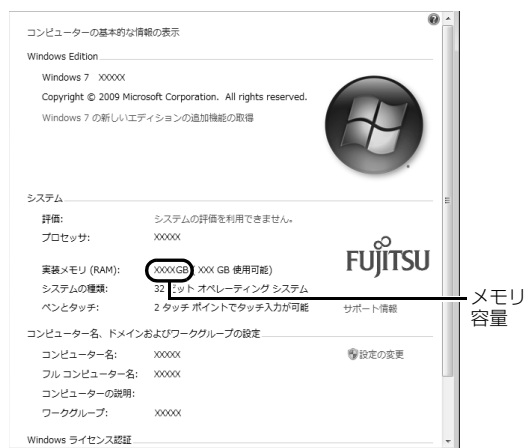 コンピューターの基本的な情報の表示
Windows Edition
Windows 7 XXXXX
Copyright © 2009 Microsoft Corporation. All rights reserved.
Windows 7 の新しいエディションの追加機能の取得
システム
評価: システムの評価を利用できません。
プロセッサ: XXXXX
FUJITSU
実装メモリ (RAM): XXXXGB ( XXX GB 使用可能)
システムの種類: 32 ビット オペレーティング システム
ペンとタッチ: 2 タッチ ポイントでタッチ入力が可能 サポート情報
メモリ
容量
コンピューター名、ドメインおよびワークグループの設定
コンピューター名: XXXXX 設定の変更
フル コンピューター名: XXXXX
コンピューターの説明:
ワークグループ: XXXXX
Windows ライセンス認証